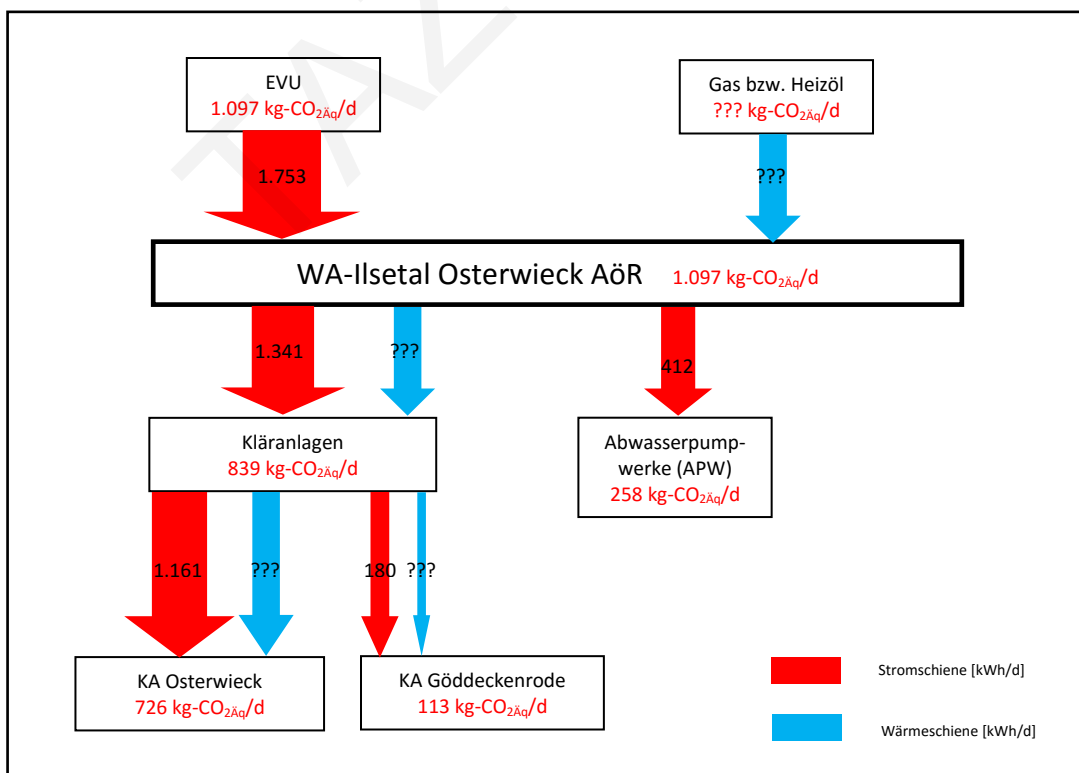 TAZ
EVU
1.097 kg-CO₂Äq/d
Gas bzw. Heizöl
??? kg-CO₂Äq/d
1.753
???
WA-Ilsetal Osterwieck AöR 1.097 kg-CO₂Äq/d
1.341
???
412
Kläranlagen
839 kg-CO₂Äq/d
Abwasserpump-
werke (APW)
258 kg-CO₂Äq/d
1.161
???
180
???
KA Osterwieck
726 kg-CO₂Äq/d
KA Göddeckenrode
113 kg-CO₂Äq/d
Stromschiene [kWh/d]
Wärmeschiene [kWh/d]